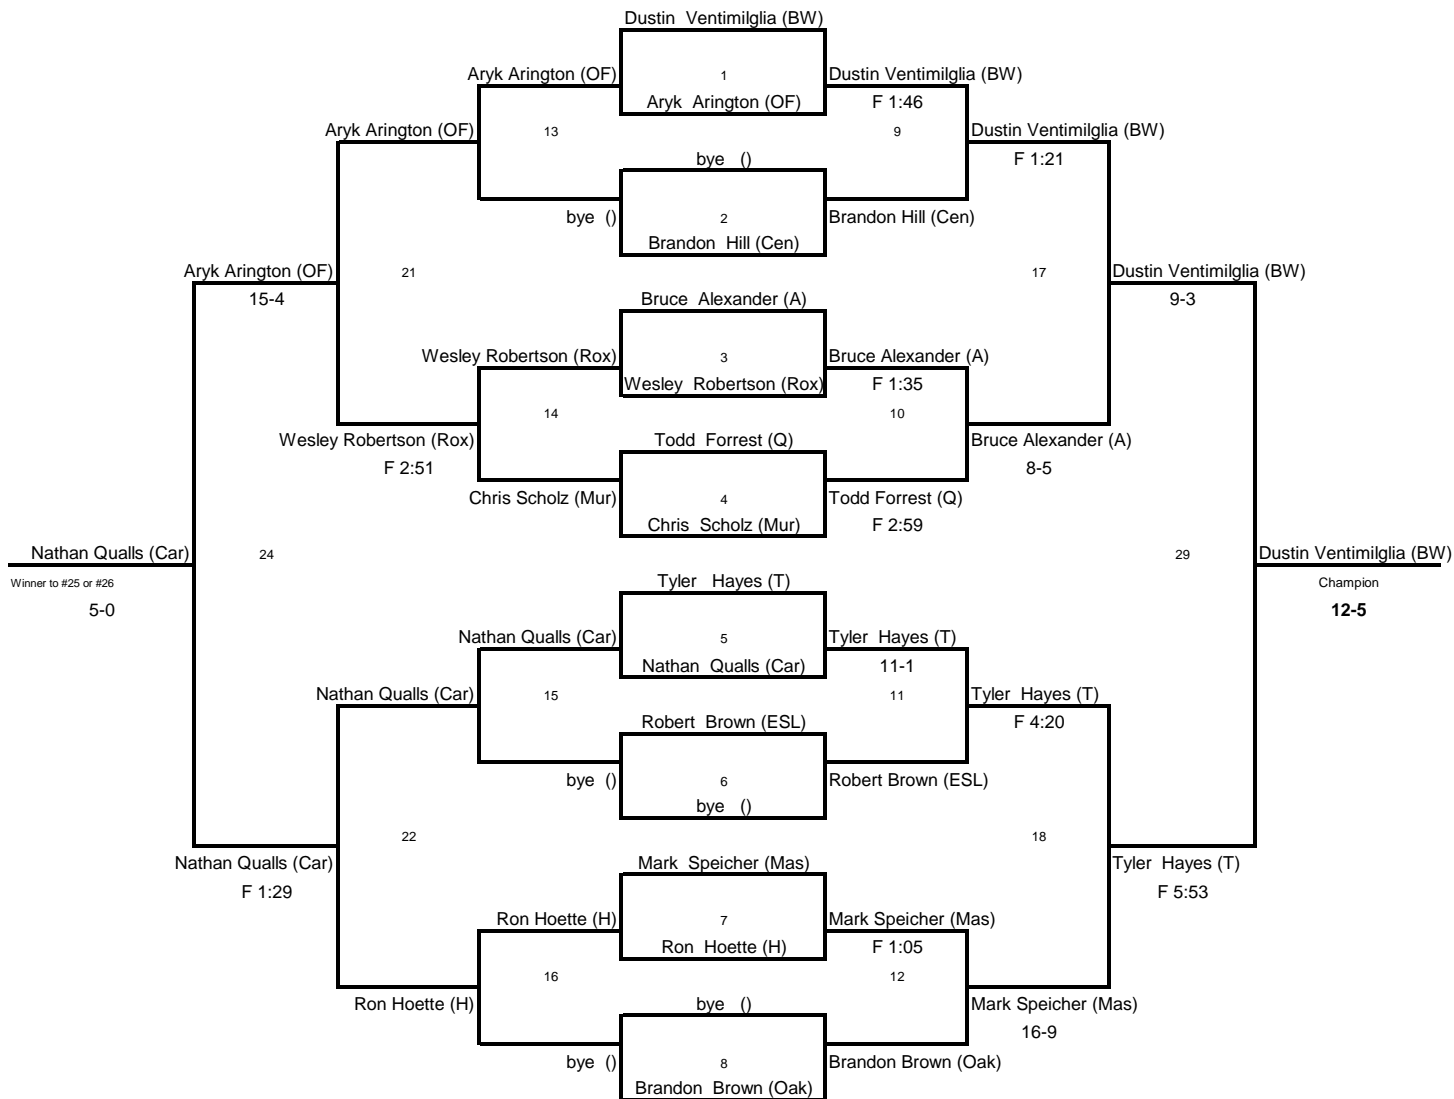 Dustin Ventimilglia (BW)
Aryk Arington (OF)
1
Dustin Ventimilglia (BW)
Aryk Arington (OF)
F 1:46
Aryk Arington (OF)
13
9
Dustin Ventimilglia (BW)
bye ()
F 1:21
bye ()
2
Brandon Hill (Cen)
Brandon Hill (Cen)
Aryk Arington (OF)
21
17
Dustin Ventimilglia (BW)
15-4
Bruce Alexander (A)
9-3
Wesley Robertson (Rox)
3
Bruce Alexander (A)
Wesley Robertson (Rox)
F 1:35
14
10
Wesley Robertson (Rox)
Todd Forrest (Q)
Bruce Alexander (A)
F 2:51
8-5
Chris Scholz (Mur)
4
Todd Forrest (Q)
Chris Scholz (Mur)
F 2:59
Nathan Qualls (Car)
24
29
Dustin Ventimilglia (BW)
Winner to #25 or #26
Tyler Hayes (T)
Champion
5-0
12-5
Nathan Qualls (Car)
5
Tyler Hayes (T)
Nathan Qualls (Car)
11-1
Nathan Qualls (Car)
15
11
Tyler Hayes (T)
Robert Brown (ESL)
F 4:20
bye ()
6
Robert Brown (ESL)
bye ()
22
18
Nathan Qualls (Car)
Mark Speicher (Mas)
Tyler Hayes (T)
F 1:29
F 5:53
Ron Hoette (H)
7
Mark Speicher (Mas)
Ron Hoette (H)
F 1:05
16
12
Ron Hoette (H)
bye ()
Mark Speicher (Mas)
16-9
bye ()
8
Brandon Brown (Oak)
Brandon Brown (Oak)